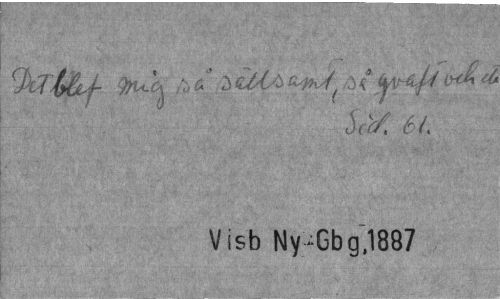 Det blef mig så sällsamt, så qvaft och
Sid. 61.
Visb Ny-Gbg,1887